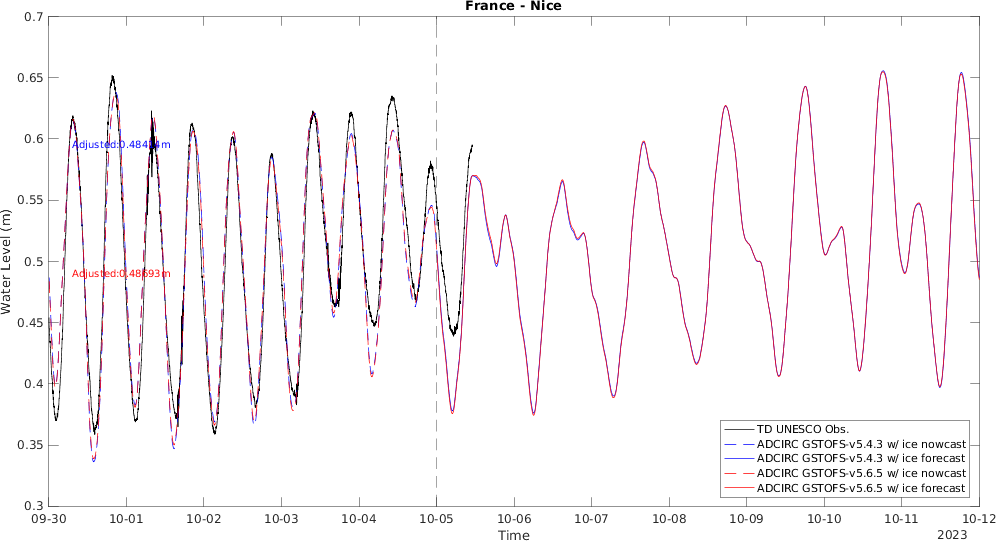 France - Nice
0.7
0.65
0.6
0.55
0.5
0.45
0.4
0.35
0.3
Water Level (m)
Adjusted:0.48693m
TD UNESCO Obs.
ADCIRC GSTOFS-v5.4.3 w/ ice nowcast
ADCIRC GSTOFS-v5.4.3 w/ ice forecast
ADCIRC GSTOFS-v5.6.5 w/ ice nowcast
ADCIRC GSTOFS-v5.6.5 w/ ice forecast
09-30 10-01 10-02 10-03 10-04 10-05 10-06 10-07 10-08 10-09 10-10 10-11 10-12
Time
2023